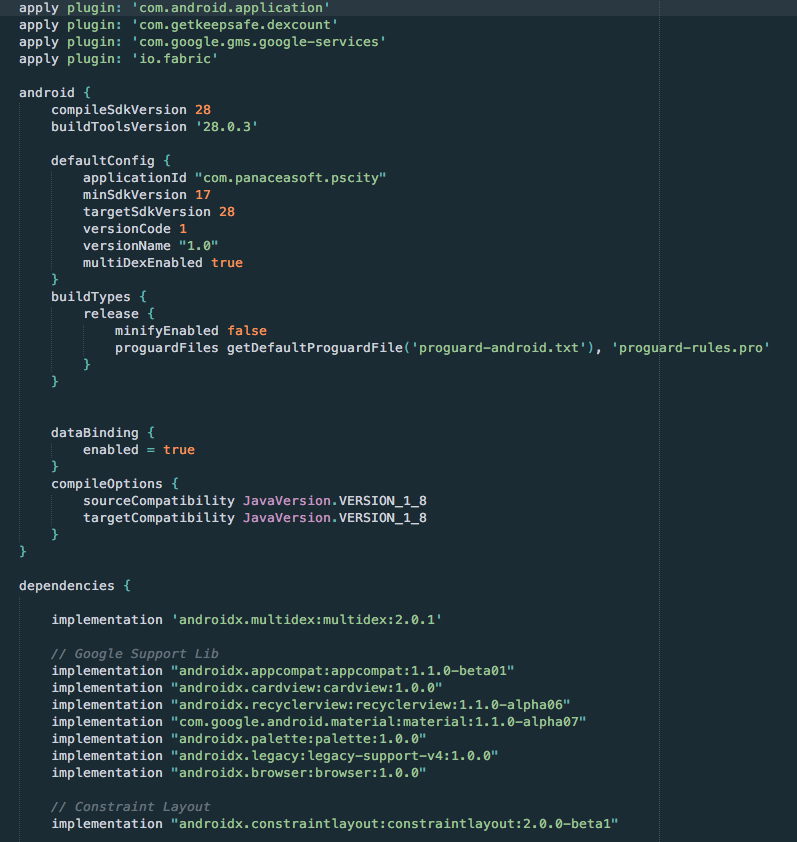 apply plugin: 'com.android.application'
apply plugin: 'com.getkeepsafe.dexcount'
apply plugin: 'com.google.gms.google-services'
apply plugin: 'io.fabric'
android {
compileSdkVersion 28
buildToolsVersion '28.0.3'
defaultConfig {
applicationId "com.panaceasoft.pscity"
minSdkVersion 17
targetSdkVersion 28
versionCode 1
versionName "1.0"
multiDexEnabled true
}
buildTypes {
release {
minifyEnabled false
proguardFiles getDefaultProguardFile('proguard-android.txt'), 'proguard-rules.pro'
}
}
dataBinding {
enabled = true
}
compileOptions {
sourceCompatibility JavaVersion.VERSION_1_8
targetCompatibility JavaVersion.VERSION_1_8
}
}
dependencies {
implementation 'androidx.multidex:multidex:2.0.1'
// Google Support Lib
implementation "androidx.appcompat:appcompat:1.1.0-beta01"
implementation "androidx.cardview:cardview:1.0.0"
implementation "androidx.recyclerview:recyclerview:1.1.0-alpha06"
implementation "com.google.android.material:material:1.1.0-alpha07"
implementation "androidx.palette:palette:1.0.0"
implementation "androidx.legacy:legacy-support-v4:1.0.0"
implementation "androidx.browser:browser:1.0.0"
// Constraint Layout
implementation "androidx.constraintlayout:constraintlayout:2.0.0-beta1"